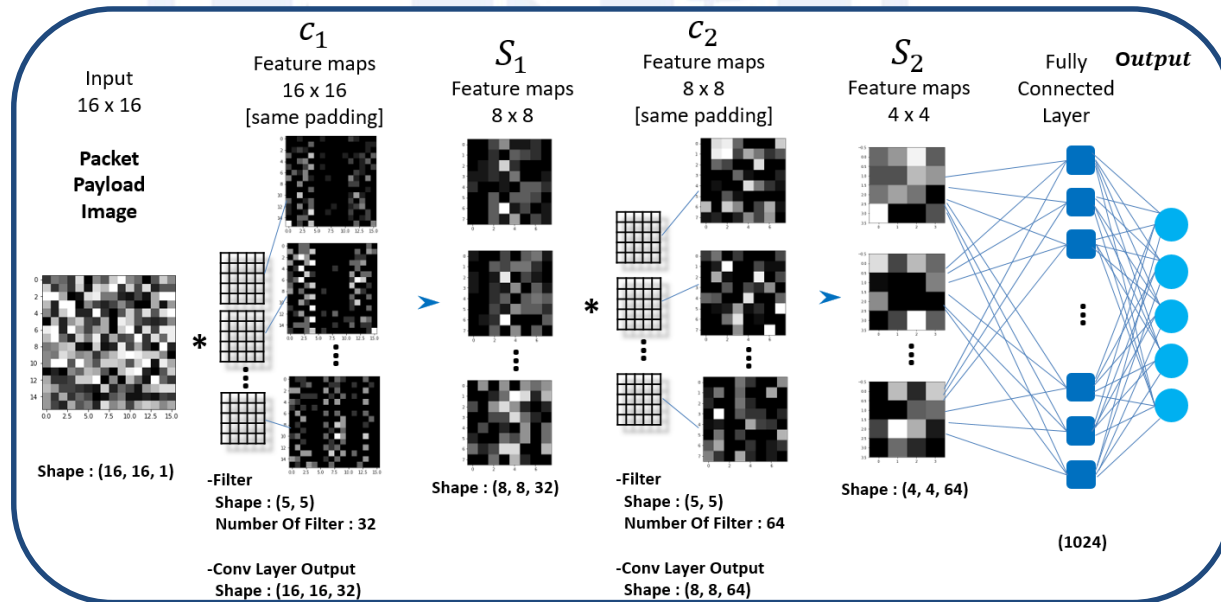 Input
16 x 16
Packet
Payload
Image
Shape : (16, 16, 1)
*
c₁
Feature maps
16 x 16
[same padding]
-Filter
Shape : (5, 5)
Number Of Filter : 32
-Conv Layer Output
Shape : (16, 16, 32)
S₁
Feature maps
8 x 8
Shape : (8, 8, 32)
*
c₂
Feature maps
8 x 8
[same padding]
-Filter
Shape : (5, 5)
Number Of Filter : 64
-Conv Layer Output
Shape : (8, 8, 64)
S₂
Feature maps
4 x 4
Shape : (4, 4, 64)
Fully
Connected
Layer
(1024)
Output